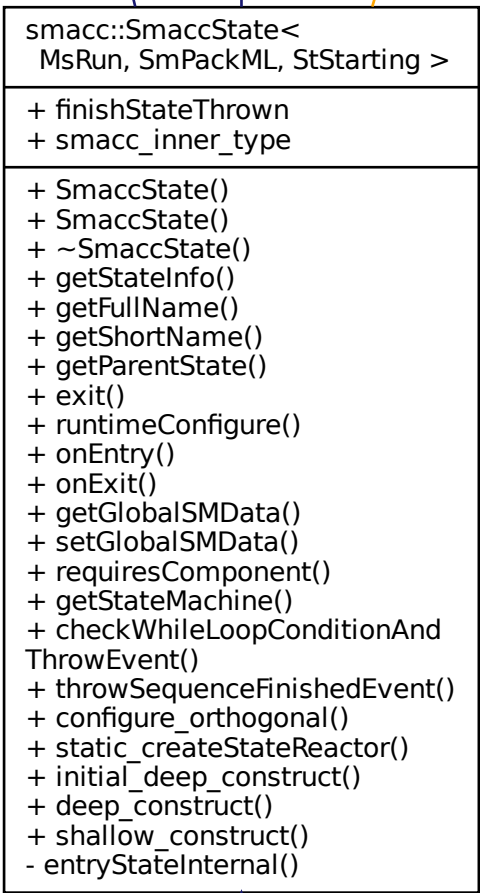 smacc::SmaccState<
MsRun, SmPackML, StStarting >
+ finishStateThrown
+ smacc_inner_type
+ SmaccState()
+ SmaccState()
+ ~SmaccState()
+ getStateInfo()
+ getFullName()
+ getShortName()
+ getParentState()
+ exit()
+ runtimeConfigure()
+ onEntry()
+ onExit()
+ getGlobalSMData()
+ setGlobalSMData()
+ requiresComponent()
+ getStateMachine()
+ checkWhileLoopConditionAnd
ThrowEvent()
+ throwSequenceFinishedEvent()
+ configure_orthogonal()
+ static_createStateReactor()
+ initial_deep_construct()
+ deep_construct()
+ shallow_construct()
- entryStateInternal()